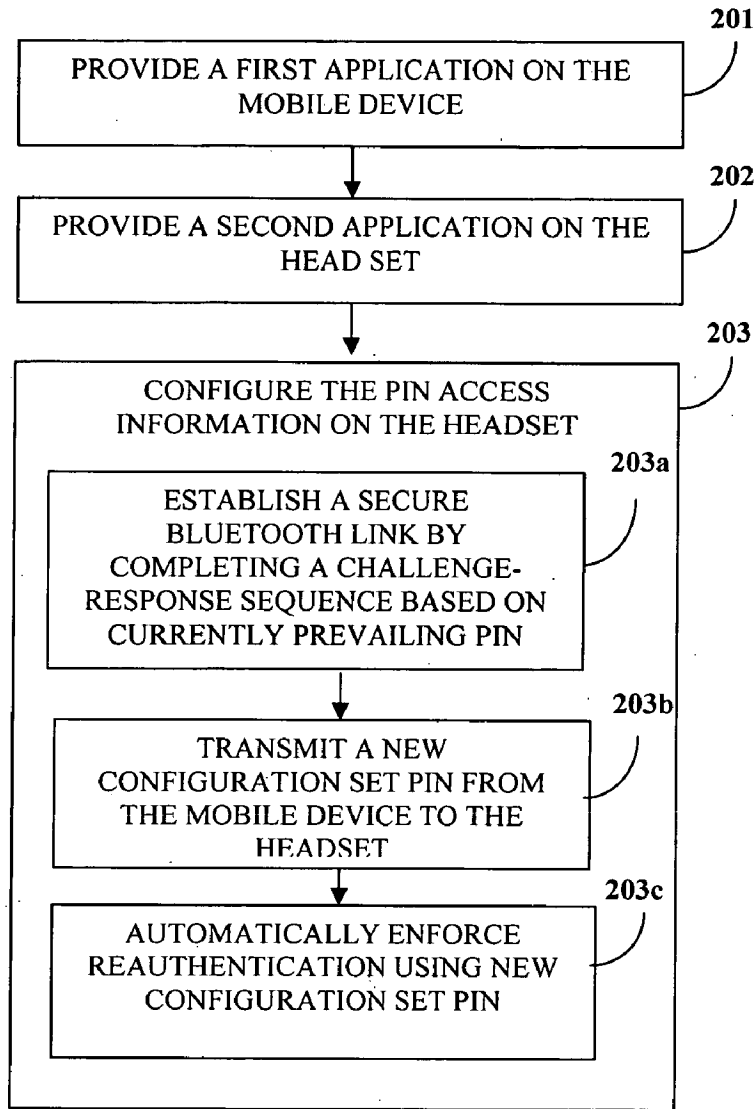 201
PROVIDE A FIRST APPLICATION ON THE
MOBILE DEVICE
202
PROVIDE A SECOND APPLICATION ON THE
HEAD SET
203
CONFIGURE THE PIN ACCESS
INFORMATION ON THE HEADSET
203a
ESTABLISH A SECURE
BLUETOOTH LINK BY
COMPLETING A CHALLENGE-
RESPONSE SEQUENCE BASED ON
CURRENTLY PREVAILING PIN
203b
TRANSMIT A NEW
CONFIGURATION SET PIN FROM
THE MOBILE DEVICE TO THE
HEADSET
203c
AUTOMATICALLY ENFORCE
REAUTHENTICATION USING NEW
CONFIGURATION SET PIN